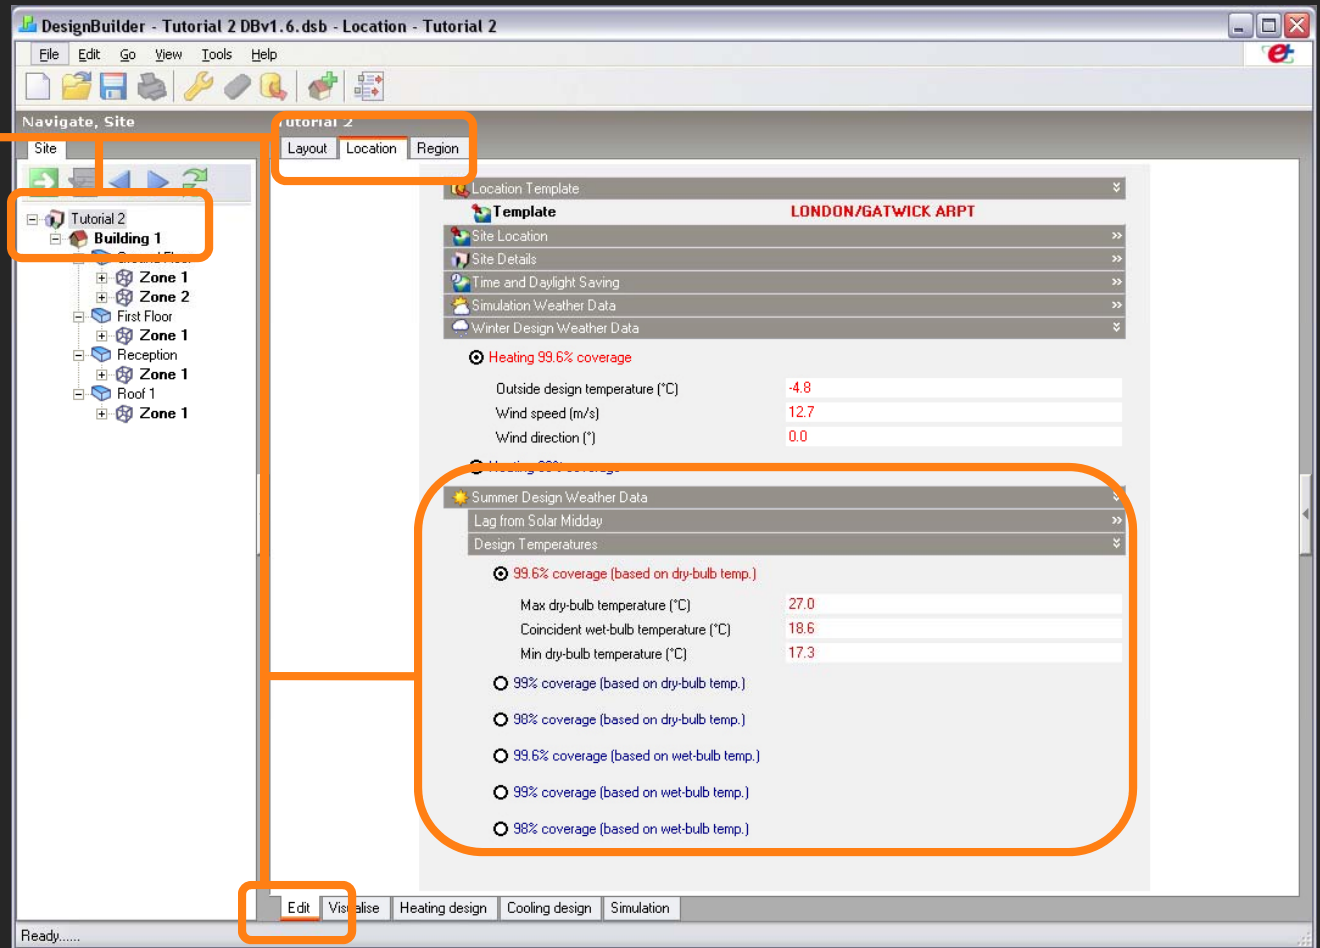 DesignBuilder - Tutorial 2 DBv1.6.dsb - Location - Tutorial 2
File Edit Go View Tools Help
Navigate, Site
Tutorial 2
Site
Layout Location Region
Location Template
Template LONDON/GATWICK ARPT
Site Location
Site Details
Time and Daylight Saving
Simulation Weather Data
Winter Design Weather Data
Heating 99.6% coverage
Outside design temperature (°C) -4.8
Wind speed (m/s) 12.7
Wind direction (°) 0.0
Heating 99% coverage
Summer Design Weather Data
Lag from Solar Midday
Design Temperatures
99.6% coverage (based on dry-bulb temp.)
Max dry-bulb temperature (°C) 27.0
Coincident wet-bulb temperature (°C) 18.6
Min dry-bulb temperature (°C) 17.3
99% coverage (based on dry-bulb temp.)
98% coverage (based on dry-bulb temp.)
99.6% coverage (based on wet-bulb temp.)
99% coverage (based on wet-bulb temp.)
98% coverage (based on wet-bulb temp.)
Tutorial 2
Building 1
Ground Floor
Zone 1
Zone 2
First Floor
Zone 1
Reception
Zone 1
Roof 1
Zone 1
Edit Visualise Heating design Cooling design Simulation
Ready......